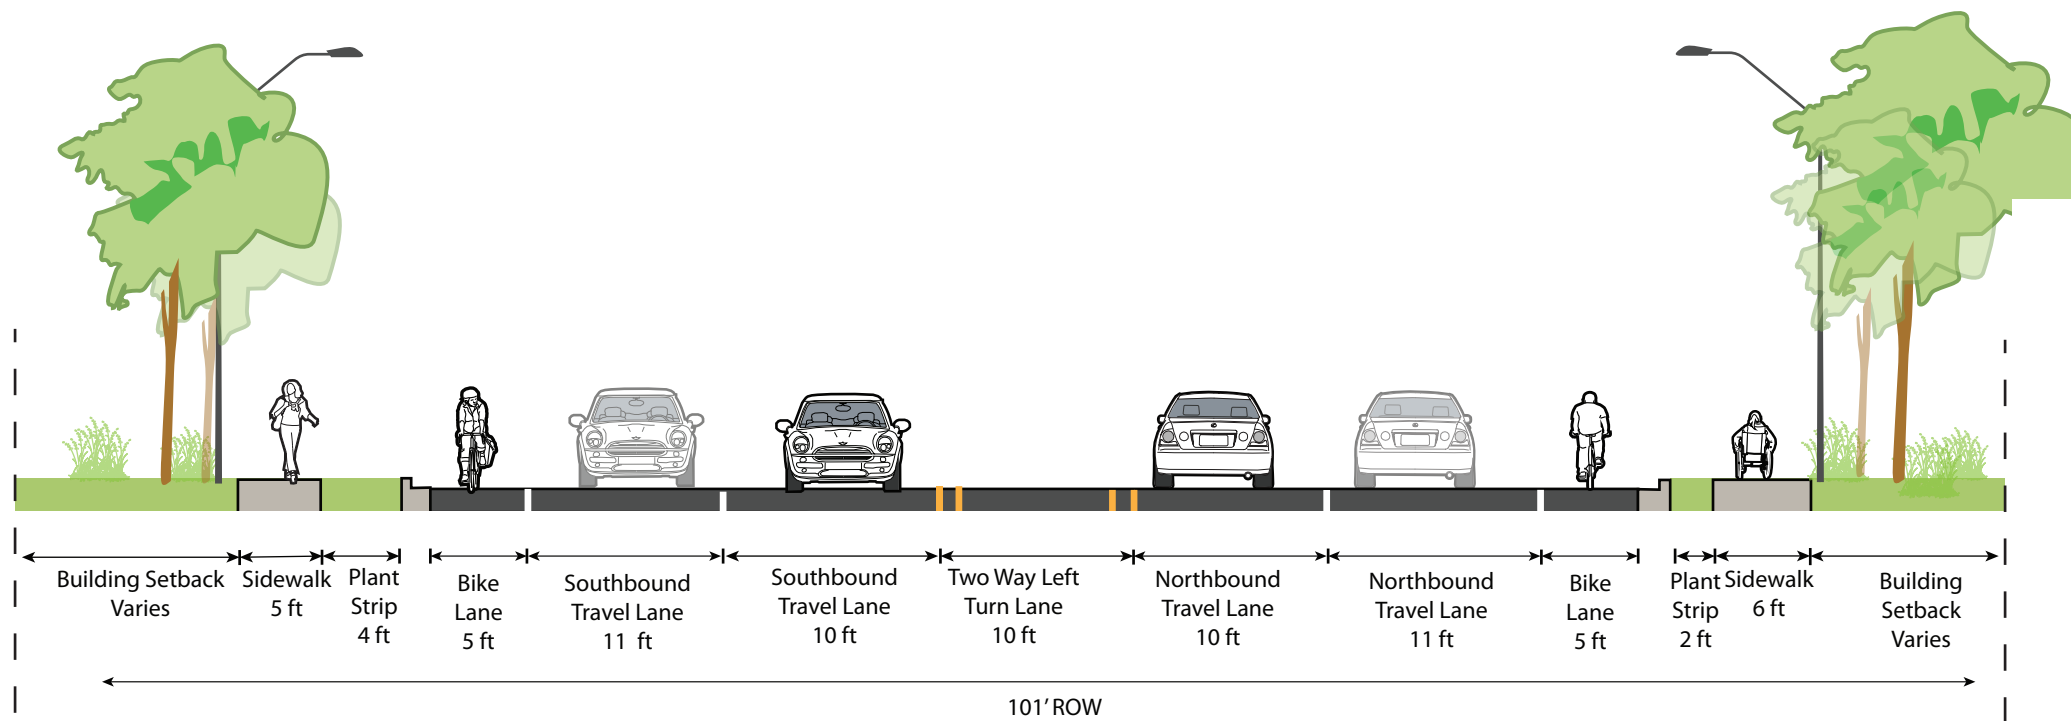 Building Setback
Varies
Sidewalk
5 ft
Plant
Strip
4 ft
Bike
Lane
5 ft
Southbound
Travel Lane
11 ft
Southbound
Travel Lane
10 ft
Two Way Left
Turn Lane
10 ft
Northbound
Travel Lane
10 ft
Northbound
Travel Lane
11 ft
Bike
Lane
5 ft
Plant
Strip
2 ft
Sidewalk
6 ft
Building
Setback
Varies
101' ROW